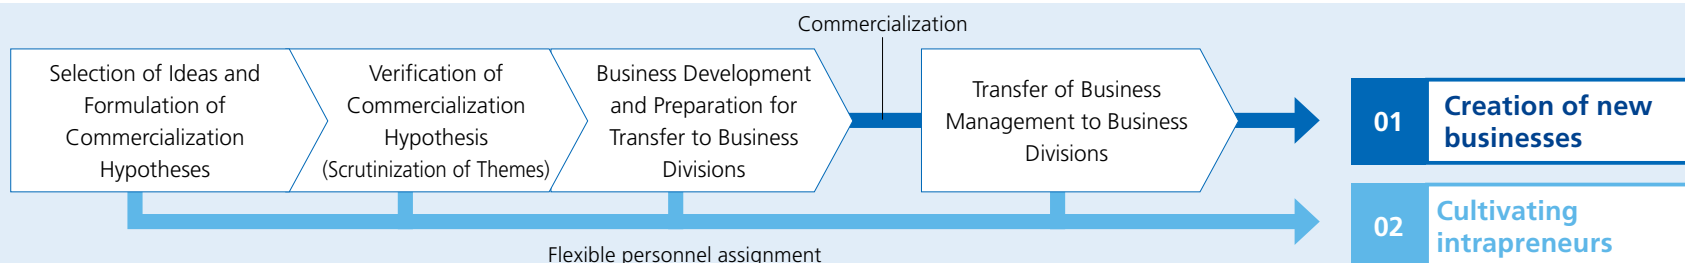 Commercialization
Selection of Ideas and
Formulation of
Commercialization
Hypotheses
Verification of
Commercialization
Hypothesis
(Scrutinization of Themes)
Business Development
and Preparation for
Transfer to Business
Divisions
Transfer of Business
Management to Business
Divisions
01
Creation of new
businesses
02
Cultivating
intrapreneurs
Flexible personnel assignment